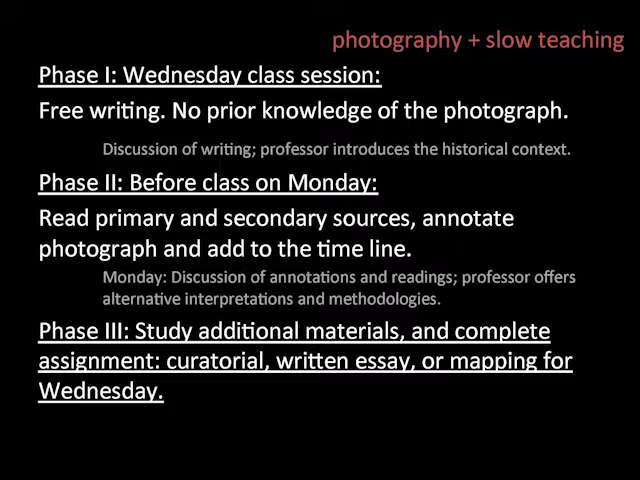 photography + slow teaching
Phase I: Wednesday class session:
Free writing. No prior knowledge of the photograph.
Discussion of writing; professor introduces the historical context.
Phase II: Before class on Monday:
Read primary and secondary sources, annotate
photograph and add to the time line.
Monday: Discussion of annotations and readings; professor offers
alternative interpretations and methodologies.
Phase III: Study additional materials, and complete
assignment: curatorial, written essay, or mapping for
Wednesday.